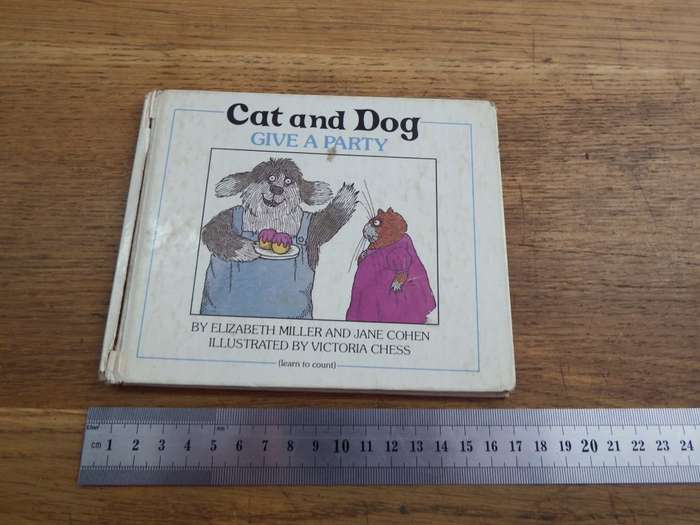 Cat and Dog
GIVE A PARTY
BY ELIZABETH MILLER AND JANE COHEN
ILLUSTRATED BY VICTORIA CHESS
(learn to count)
cm 1 2 3 4 5 6 7 8 9 10 11 12 13 14 15 16 17 18 19 20 21 22 23 24